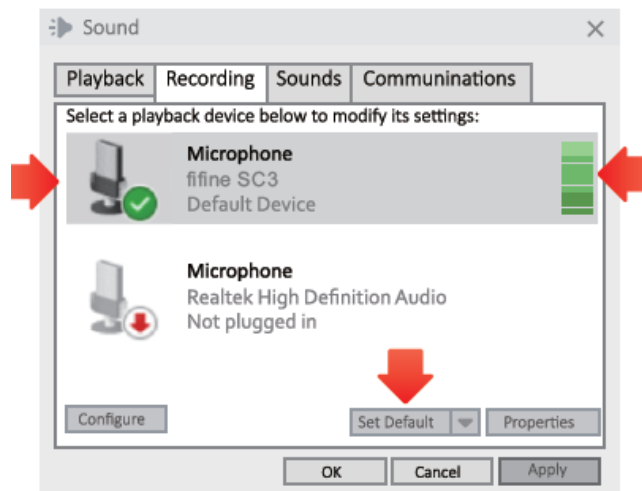 Sound
Playback Recording Sounds Communinations
Select a playback device below to modify its settings:
Microphone
fifine SC3
Default Device
Microphone
Realtek High Definition Audio
Not plugged in
Configure Set Default Properties
OK Cancel Apply